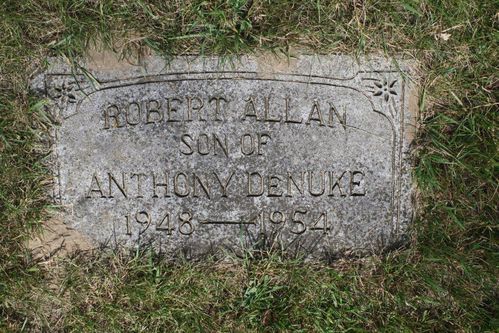 ROBERT ALLAN
SON OF
ANTHONY DENUKE
1948—1954